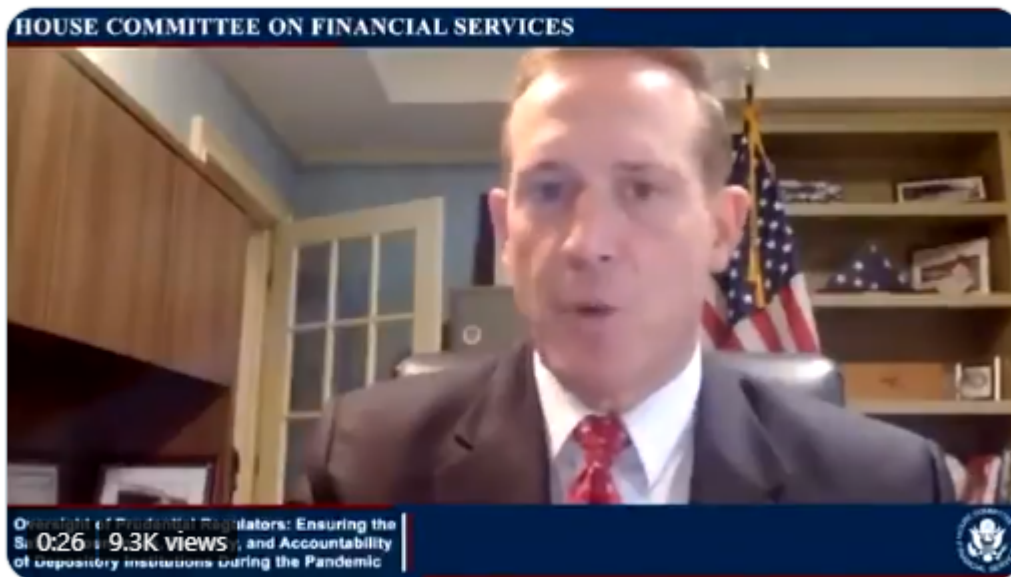 HOUSE COMMITTEE ON FINANCIAL SERVICES
Oversight of Prudential Regulators: Ensuring the
and Accountability
of Depository Institutions During the Pandemic
0:26 9.3K views